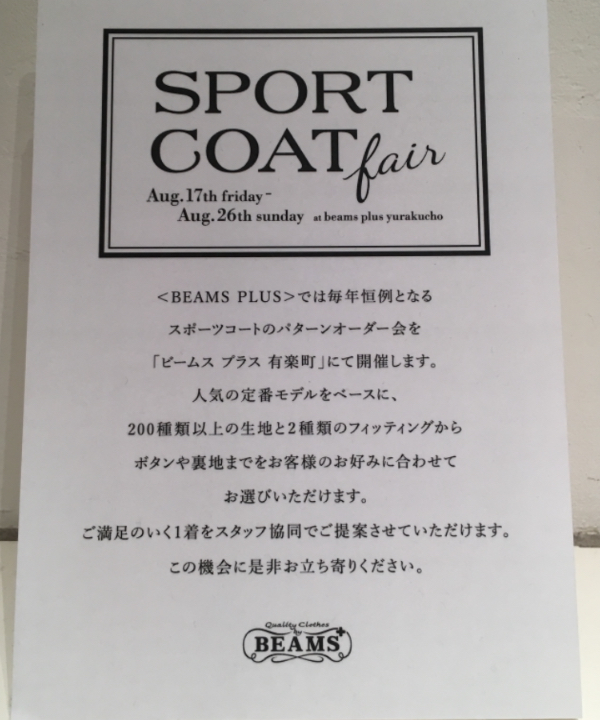 SPORT
COAT fair
Aug.17th friday-
Aug.26th sunday at beams plus yurakucho
<BEAMS PLUS>では毎年恒例となる
スポーツコートのパターンオーダー会を
「ビームス プラス 有楽町」にて開催します。
人気の定番モデルをベースに、
200種類以上の生地と2種類のフィッティングから
ボタンや裏地までをお客様のお好みに合わせて
お選びいただけます。
ご満足のいく1着をスタッフ協同でご提案させていただけます。
この機会に是非お立ち寄りください。
Quality Clothes
by
BEAMS+